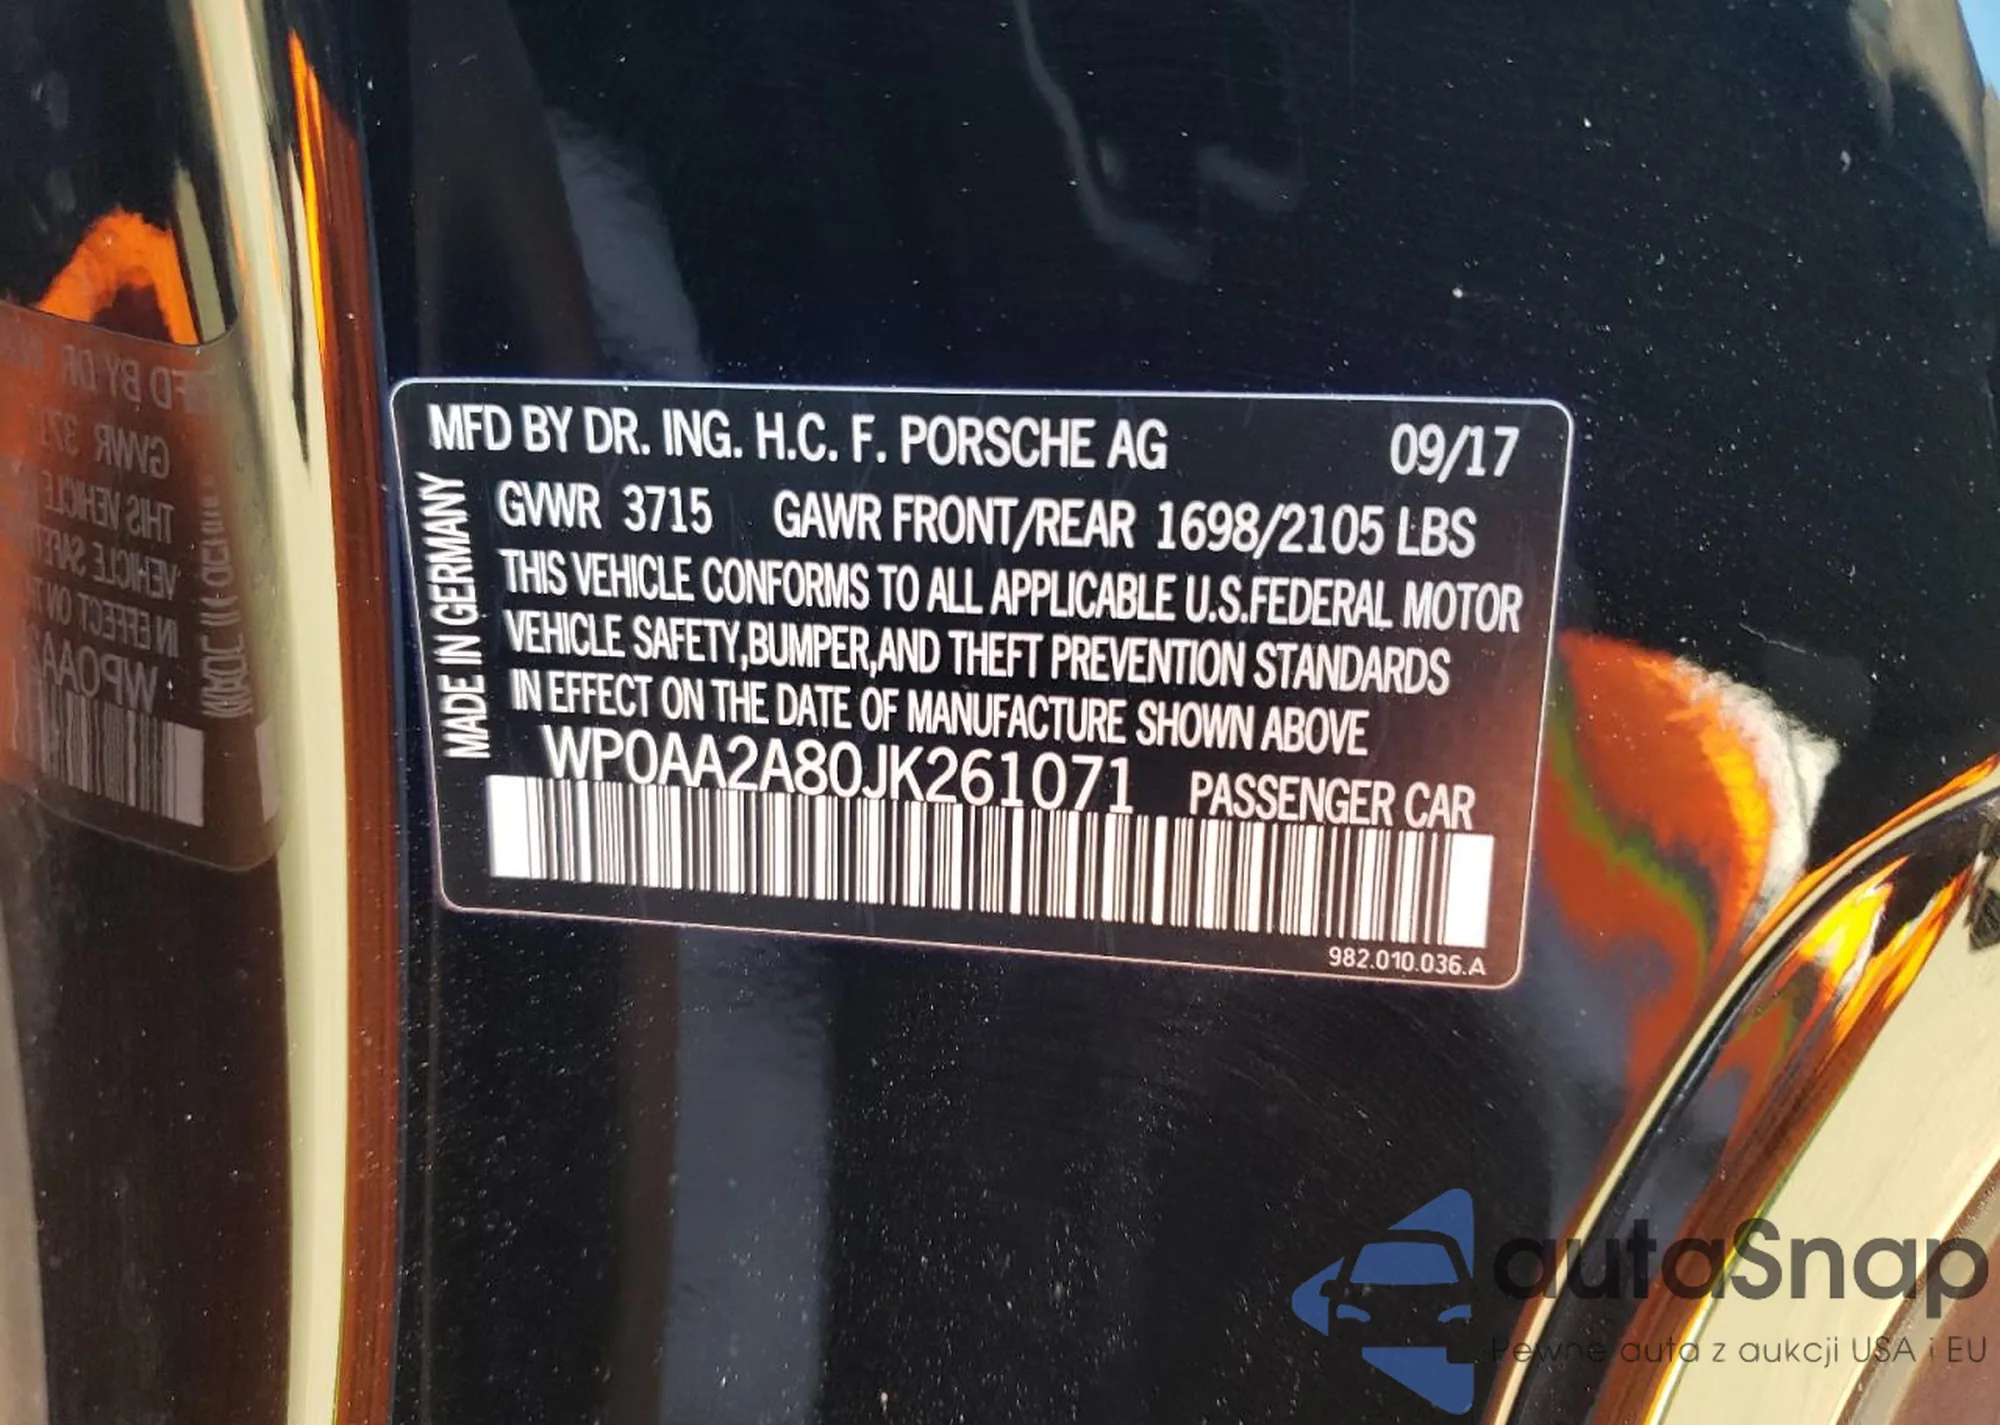 MFD BY DR. ING. H.C. F. PORSCHE AG 09/17
GVWR 3715 GAWR FRONT/REAR 1698/2105 LBS
THIS VEHICLE CONFORMS TO ALL APPLICABLE U.S.FEDERAL MOTOR
VEHICLE SAFETY,BUMPER,AND THEFT PREVENTION STANDARDS
IN EFFECT ON THE DATE OF MANUFACTURE SHOWN ABOVE
WP0AA2A80JK261071 PASSENGER CAR
982.010.036.A
MADE IN GERMANY
autaSnap
Pewne auta z aukcji USA i EU